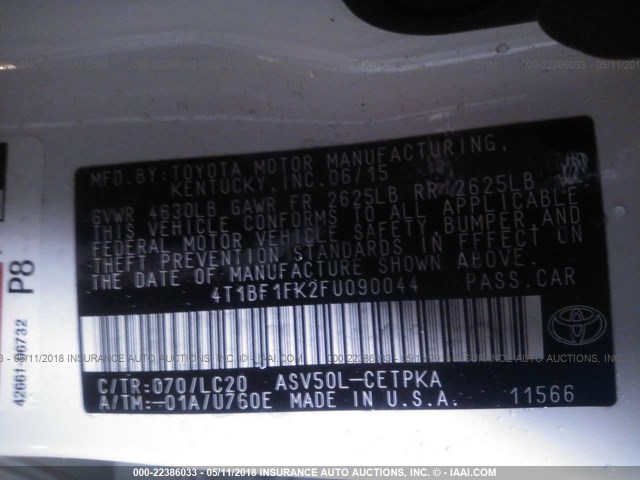 MFD.BY:TOYOTA MOTOR MANUFACTURING,
KENTUCKY,INC.06/15
GVWR 4630LB GAWR FR 2625LB RR 2625LB
THIS VEHICLE CONFORMS TO ALL APPLICABLE
FEDERAL MOTOR VEHICLE SAFETY,BUMPER,AND
THEFT PREVENTION STANDARDS IN EFFECT ON
THE DATE OF MANUFACTURE SHOWN ABOVE.
4T1BF1FK2FU090044 PASS.CAR
C/TR:070/LC20 ASV50L-CETPKA
A/TM:-01A/U760E MADE IN U.S.A. 11566
P8
000-22386033 - 05/11/2018 INSURANCE AUTO AUCTIONS, INC. - © - IAAI.COM